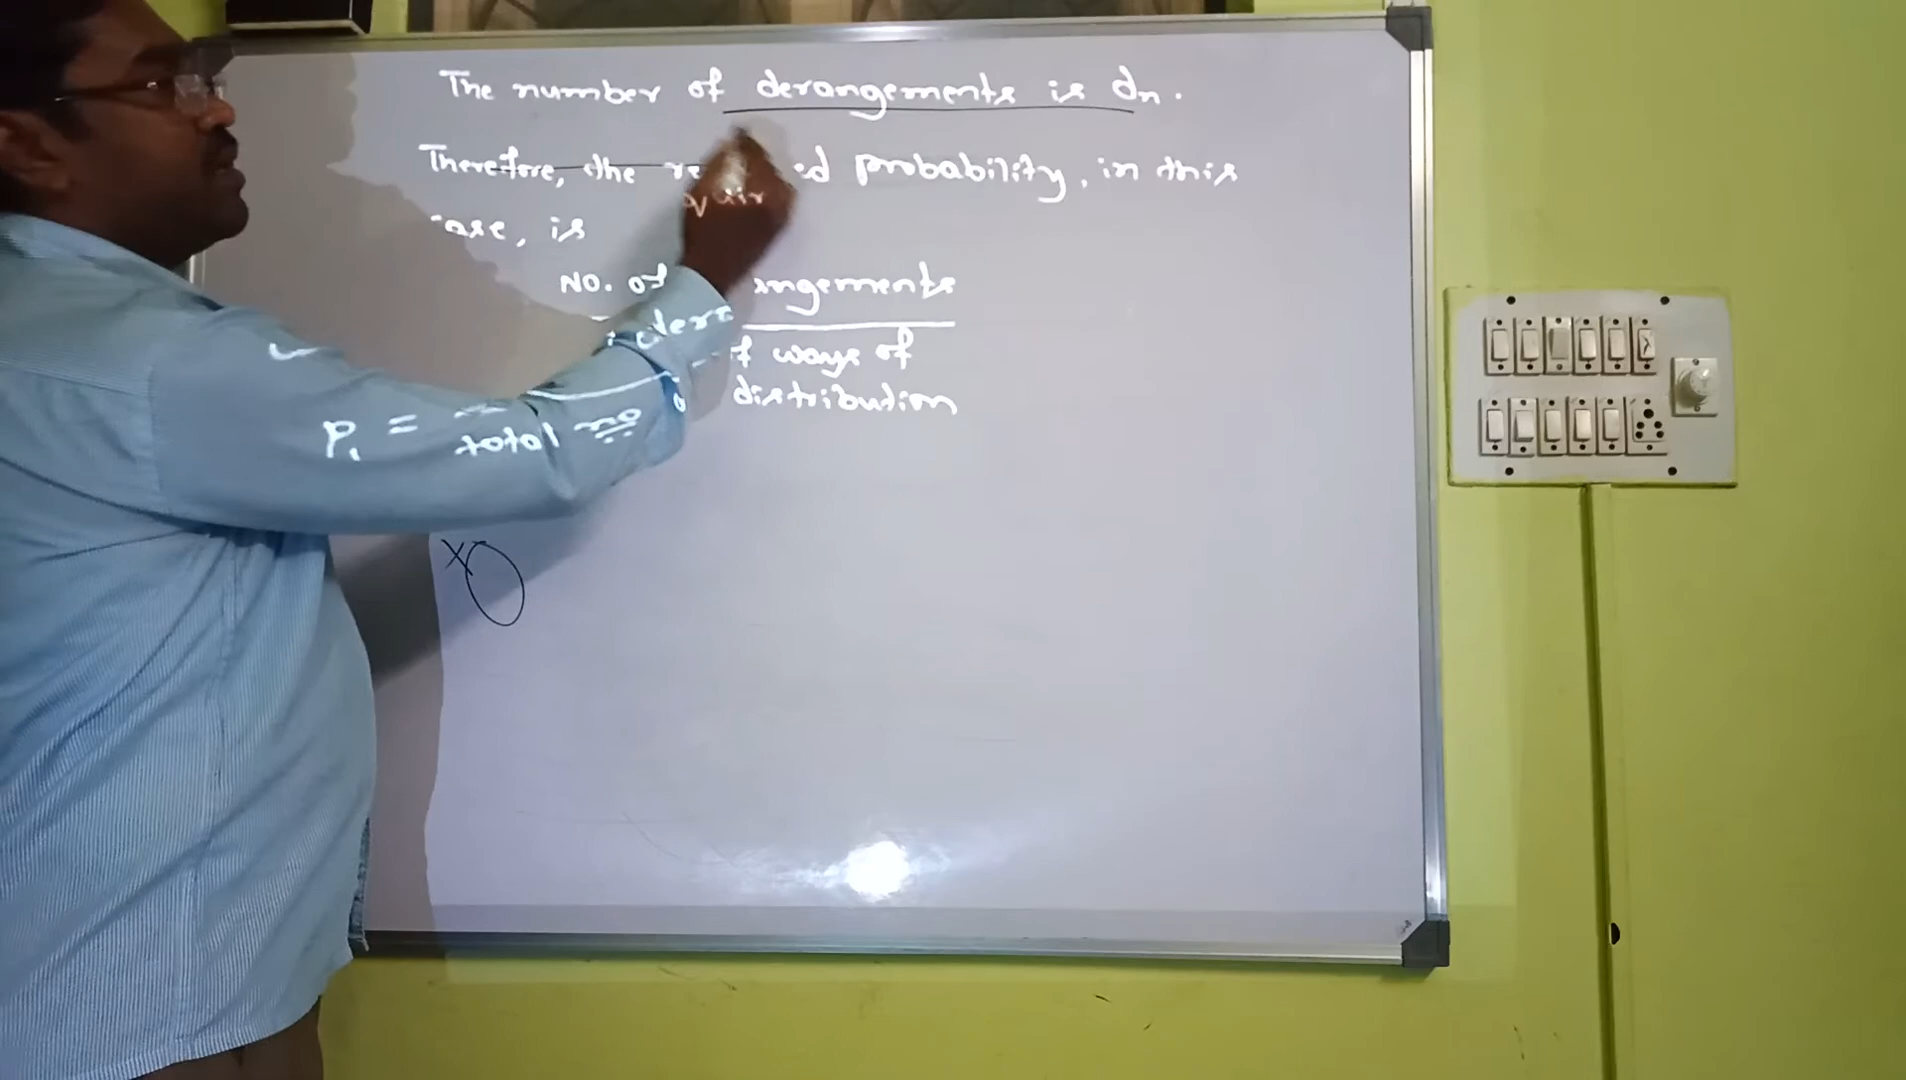 The number of derangements is dn.
Therefore, the required probability, in this
case, is
P1 = No. of derangements
total no. of ways of
distribution